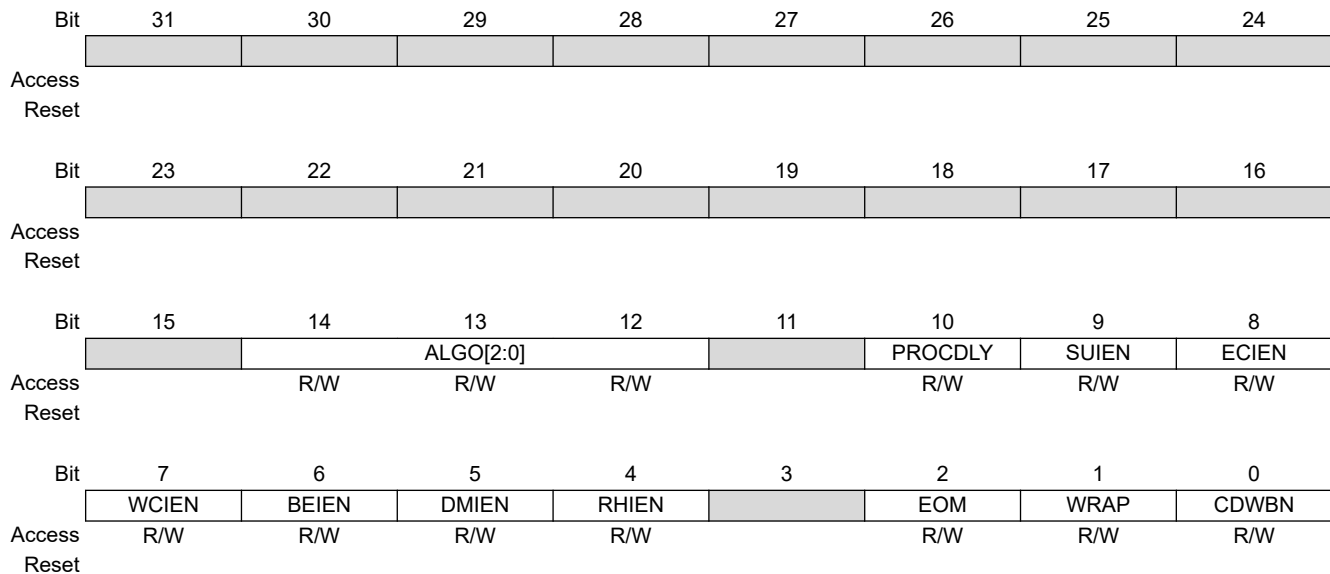 Bit 31 30 29 28 27 26 25 24
Access
Reset
Bit 23 22 21 20 19 18 17 16
Access
Reset
Bit 15 14 13 12 11 10 9 8
ALGO[2:0] PROCDLY SUIEN ECIEN
Access R/W R/W R/W R/W R/W R/W
Reset
Bit 7 6 5 4 3 2 1 0
WCIEN BEIEN DMIEN RHIEN EOM WRAP CDWBN
Access R/W R/W R/W R/W R/W R/W R/W
Reset